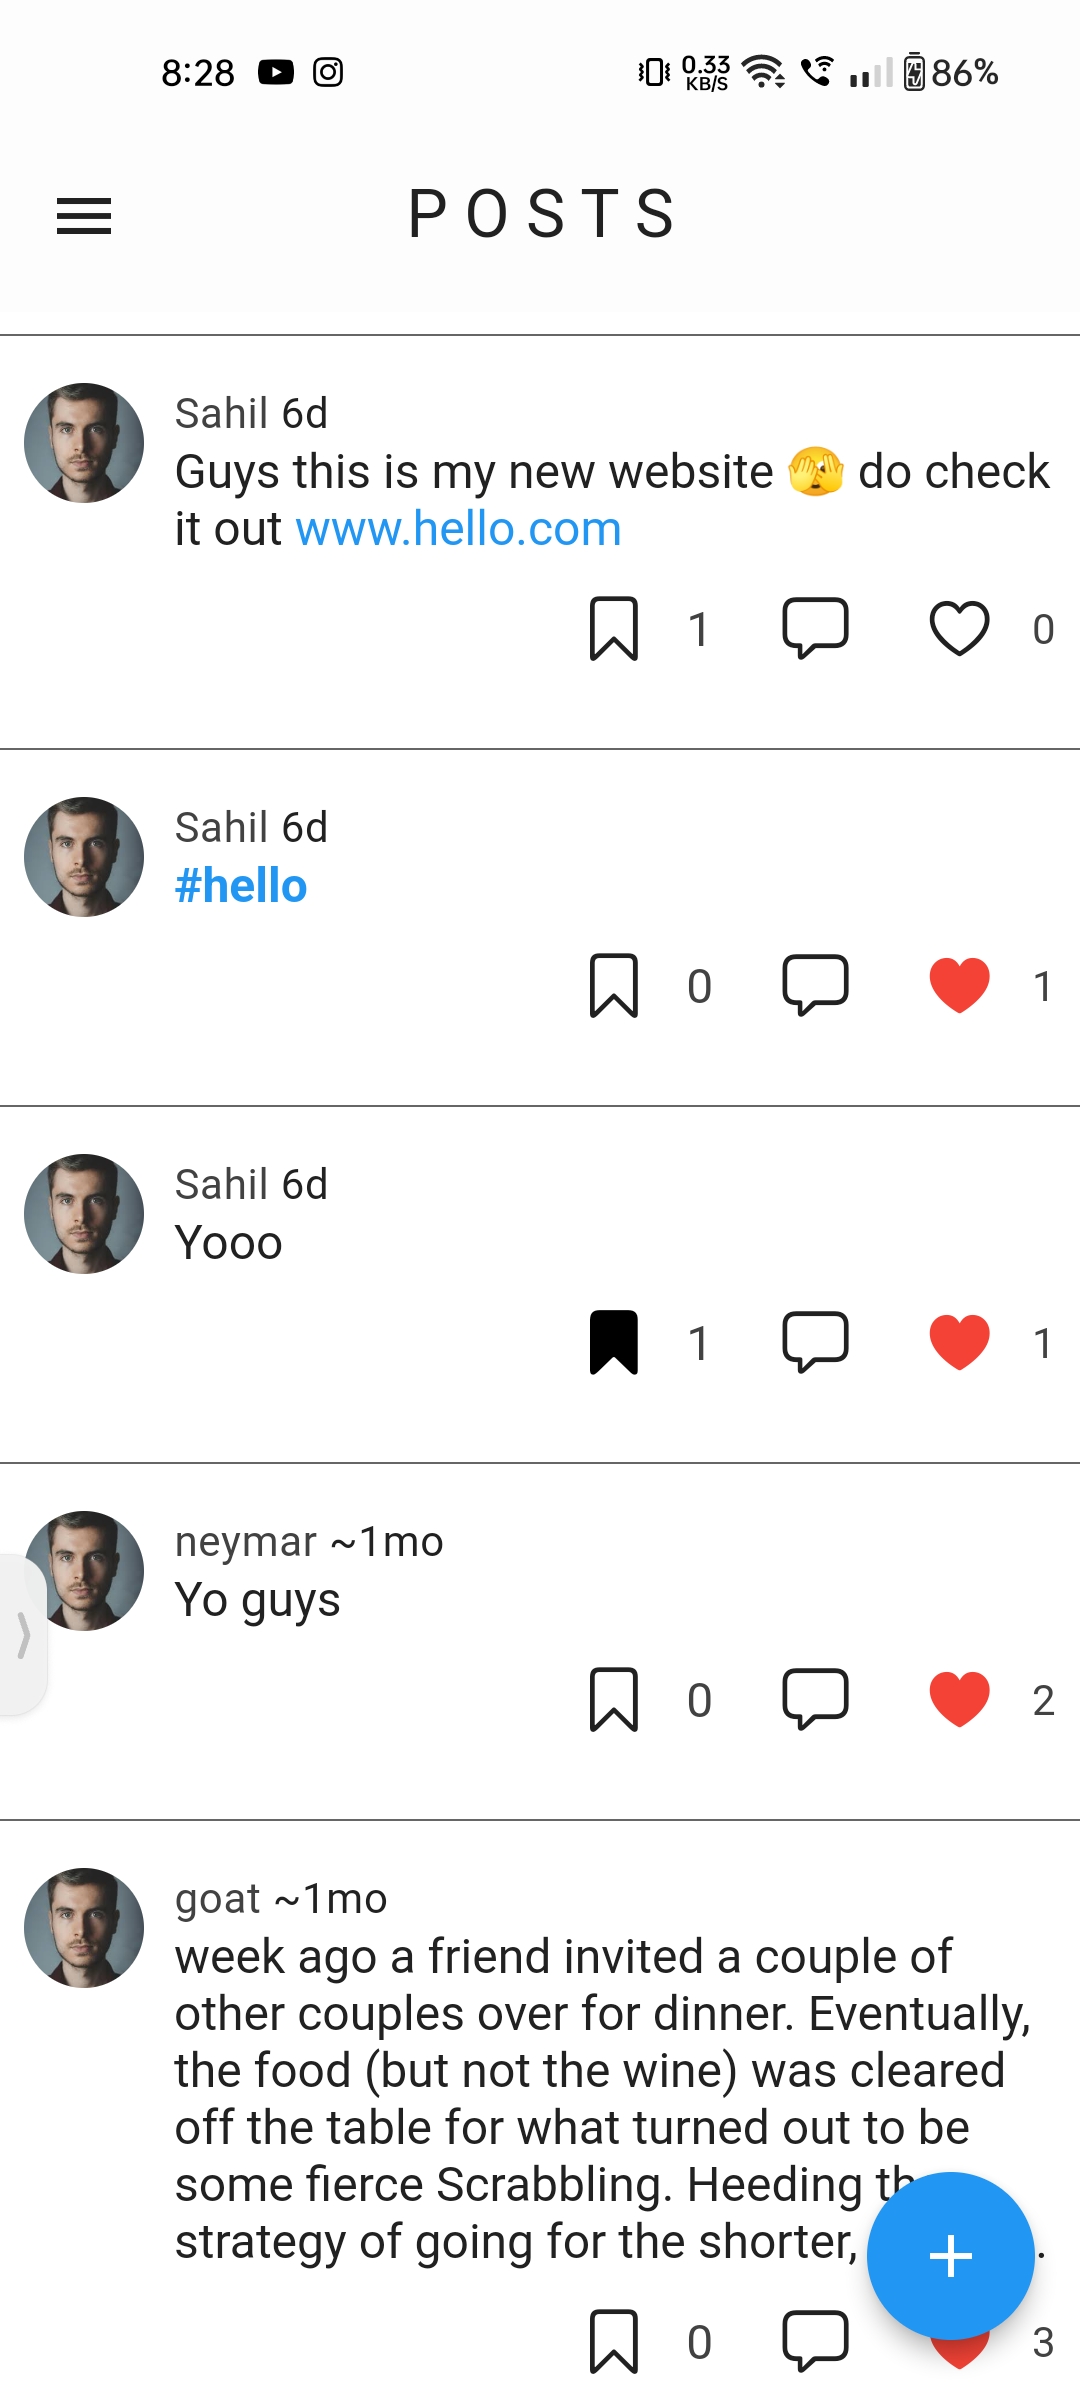 8:28 0.33 KB/S 86%
POSTS
Sahil 6d
Guys this is my new website 🫣 do check
it out www.hello.com
1 0
Sahil 6d
#hello
0 1
Sahil 6d
Yooo
1 1
neymar ~1mo
Yo guys
0 2
goat ~1mo
week ago a friend invited a couple of
other couples over for dinner. Eventually,
the food (but not the wine) was cleared
off the table for what turned out to be
some fierce Scrabbling. Heeding
strategy of going for the shorter,
0 3